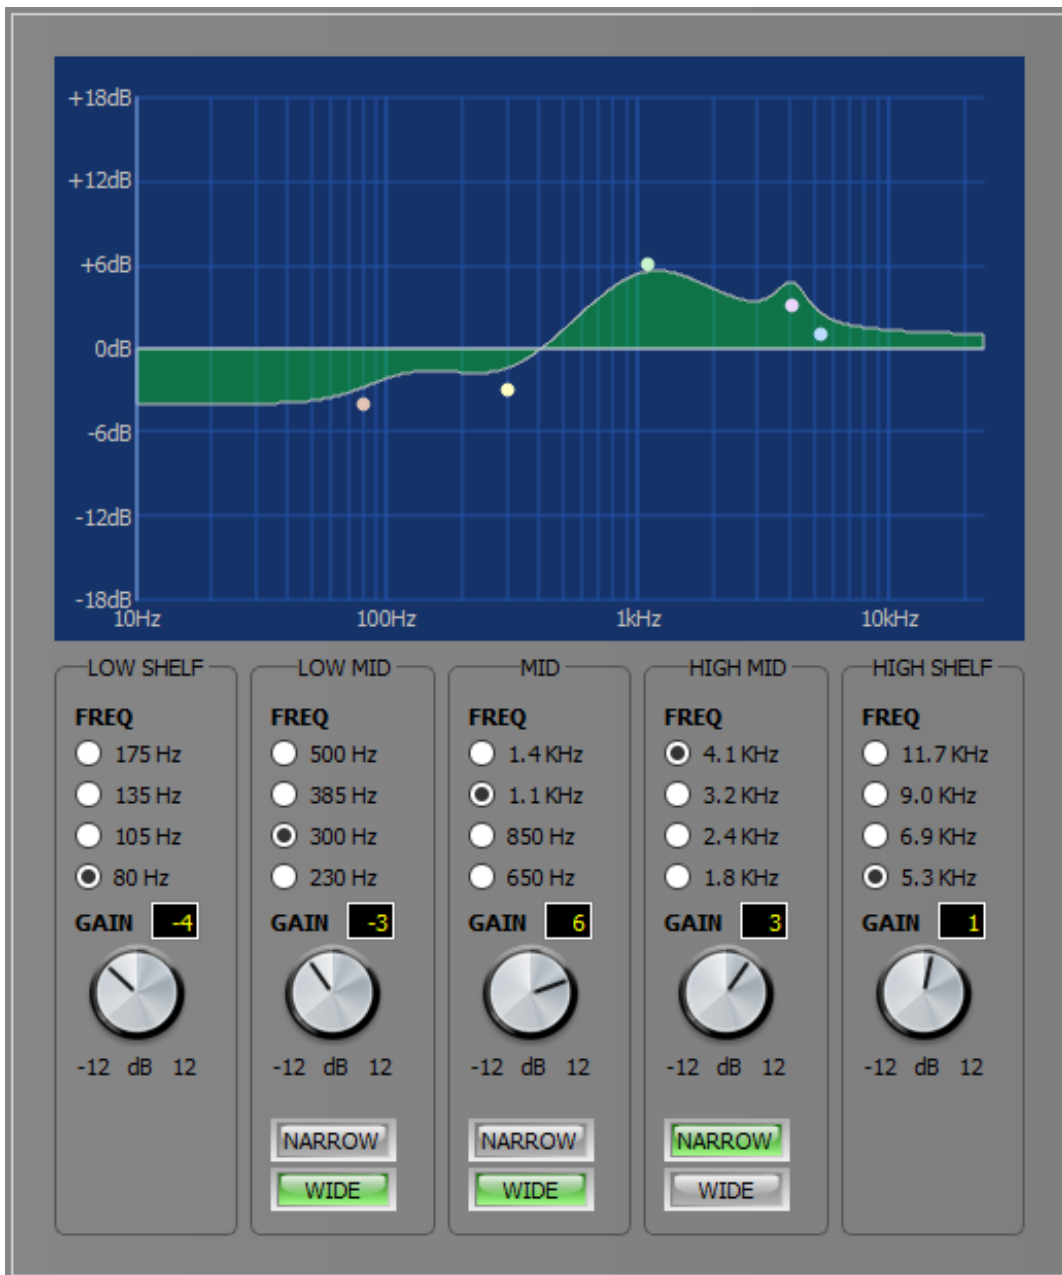 +18dB
+12dB
+6dB
0dB
-6dB
-12dB
-18dB
10Hz 100Hz 1kHz 10kHz
LOW SHELF LOW MID MID HIGH MID HIGH SHELF
FREQ FREQ FREQ FREQ FREQ
175 Hz 500 Hz 1.4 KHz 4.1 KHz 11.7 KHz
135 Hz 385 Hz 1.1 KHz 3.2 KHz 9.0 KHz
105 Hz 300 Hz 850 Hz 2.4 KHz 6.9 KHz
80 Hz 230 Hz 650 Hz 1.8 KHz 5.3 KHz
GAIN -4 GAIN -3 GAIN 6 GAIN 3 GAIN 1
-12 dB 12 -12 dB 12 -12 dB 12 -12 dB 12 -12 dB 12
NARROW NARROW NARROW
WIDE WIDE WIDE